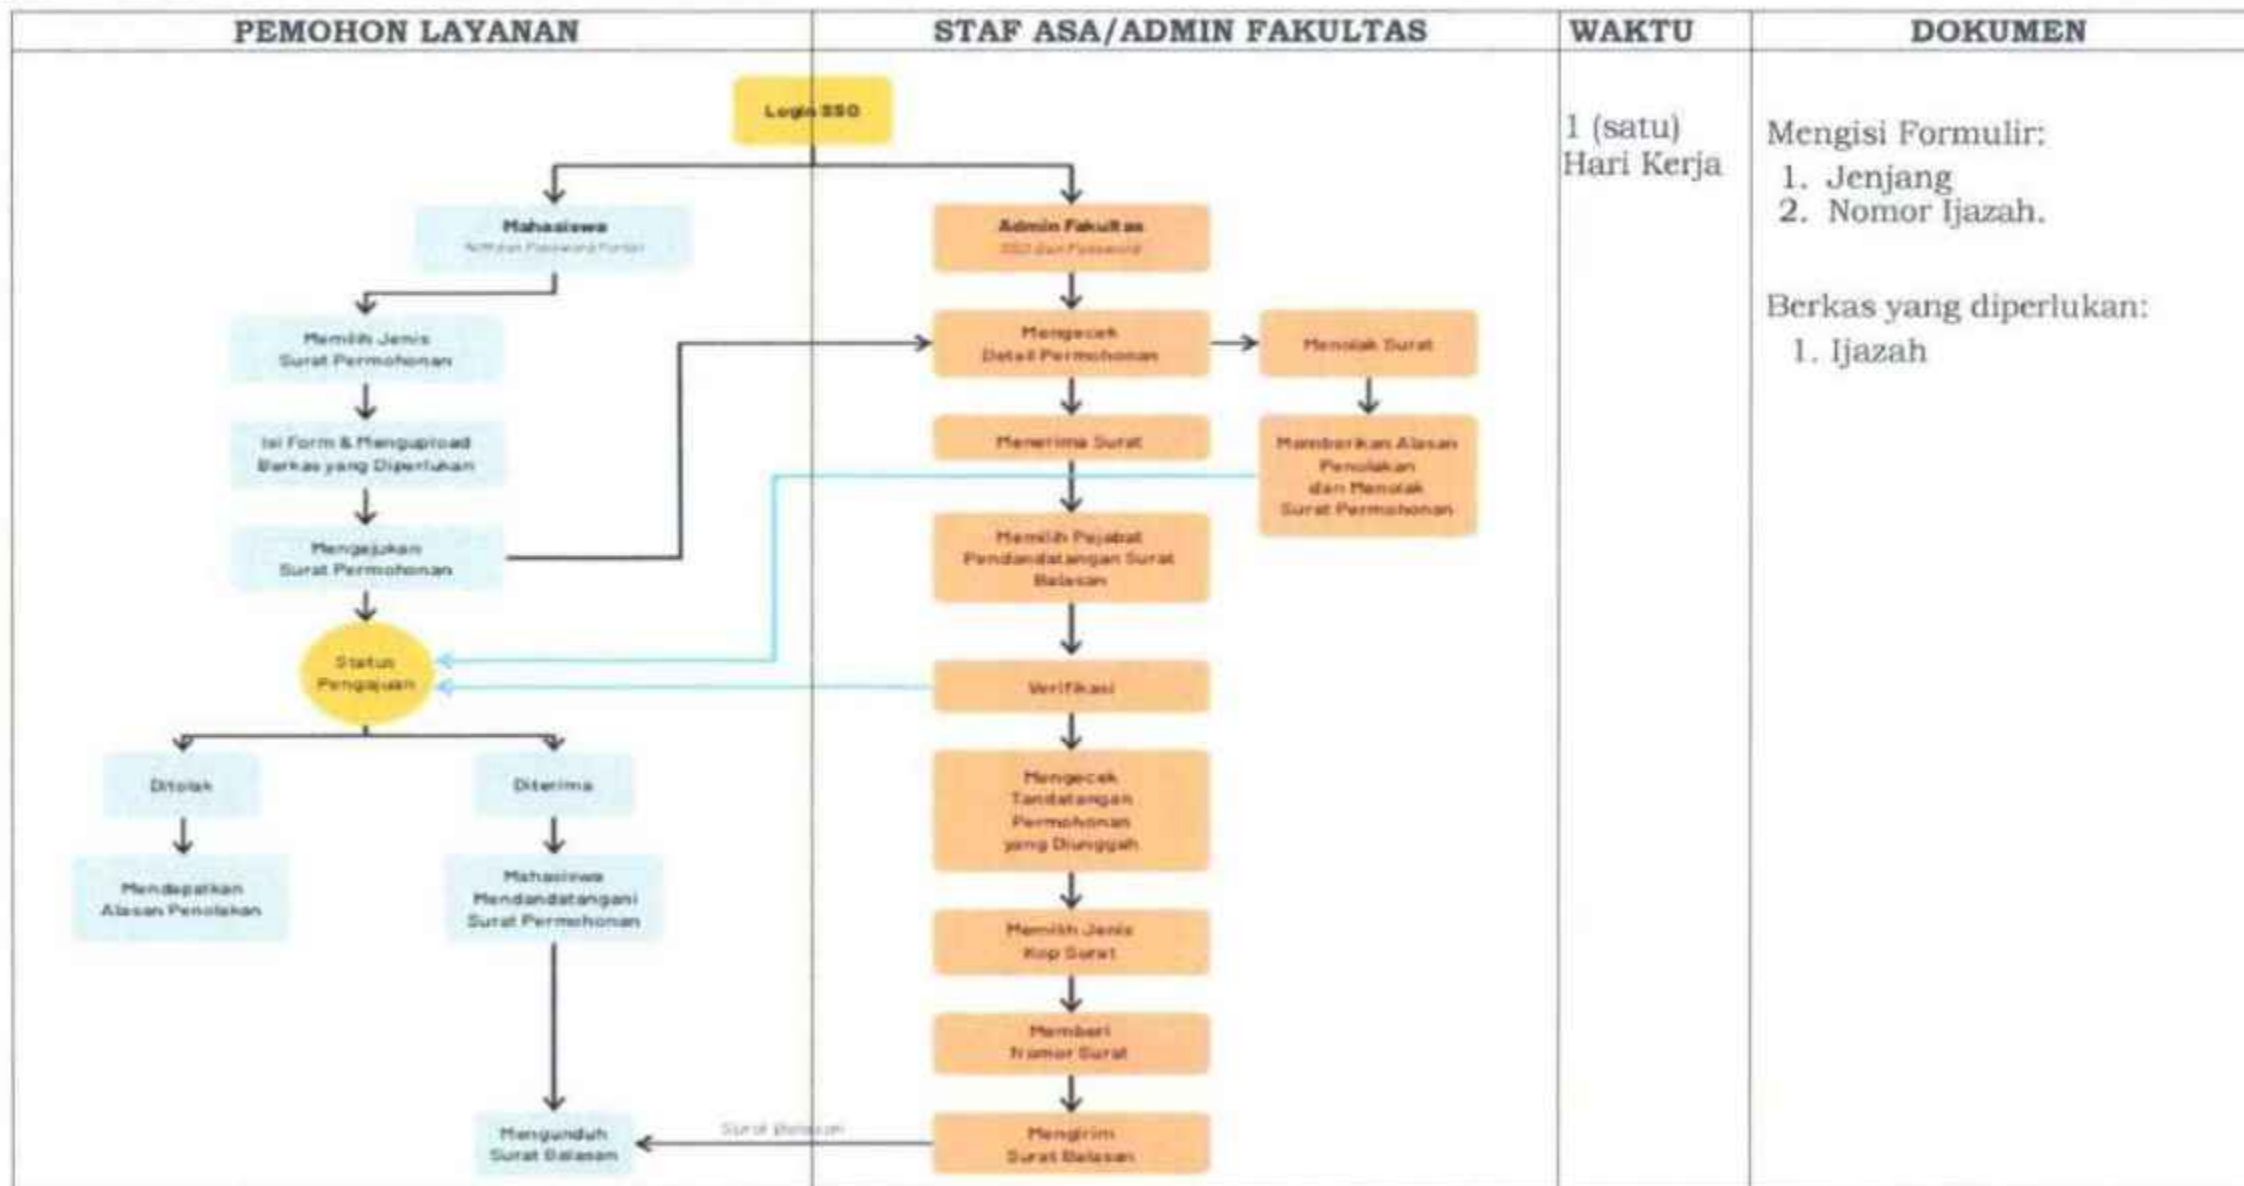 PEMOHON LAYANAN
STAF ASA/ADMIN FAKULTAS
WAKTU
DOKUMEN
Login SSO
Mahasiswa
Admin Fakultas
SSO dan Password
Memilih Jenis
Surat Permohonan
Isi Form & Mengupload
Berkas yang Diperlukan
Mengajukan
Surat Permohonan
Status
Pengajuan
Ditolak
Diterima
Mendapatkan
Alasan Penolakan
Mahasiswa
Mendandatangani
Surat Permohonan
Mengunduh
Surat Balasan
Surat Balasan
Mengecek
Detail Permohonan
Menolak Surat
Menerima Surat
Memberikan Alasan
Penolakan
dan Menolak
Surat Permohonan
Memilih Pejabat
Pendandatangan Surat
Balasan
Verifikasi
Mengecek
Tandatangan
Permohonan
yang Diunggah
Memilih Jenis
Kop Surat
Memberi
Nomor Surat
Mengirim
Surat Balasan
1 (satu)
Hari Kerja
Mengisi Formulir:
1. Jenjang
2. Nomor Ijazah.
Berkas yang diperlukan:
1. Ijazah